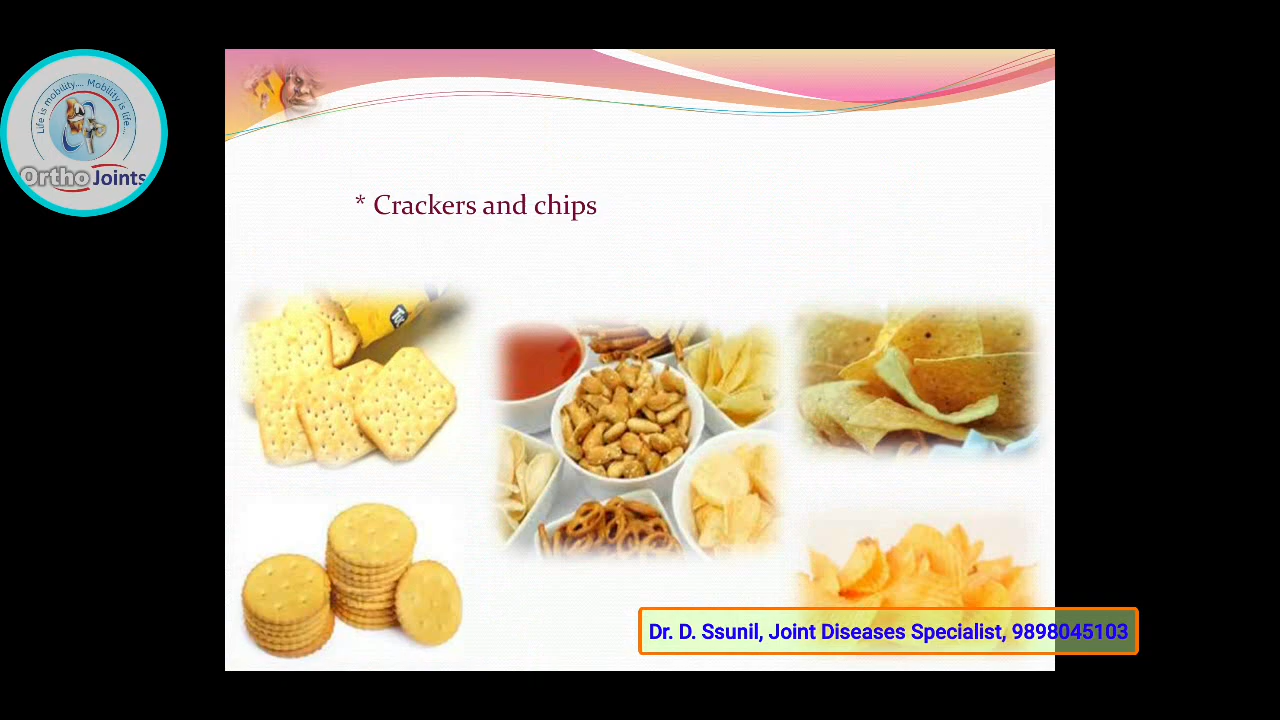 Life is mobility.... Mobility is life..
Ortho Joints
* Crackers and chips
Dr. D. Ssunil, Joint Diseases Specialist, 9898045103